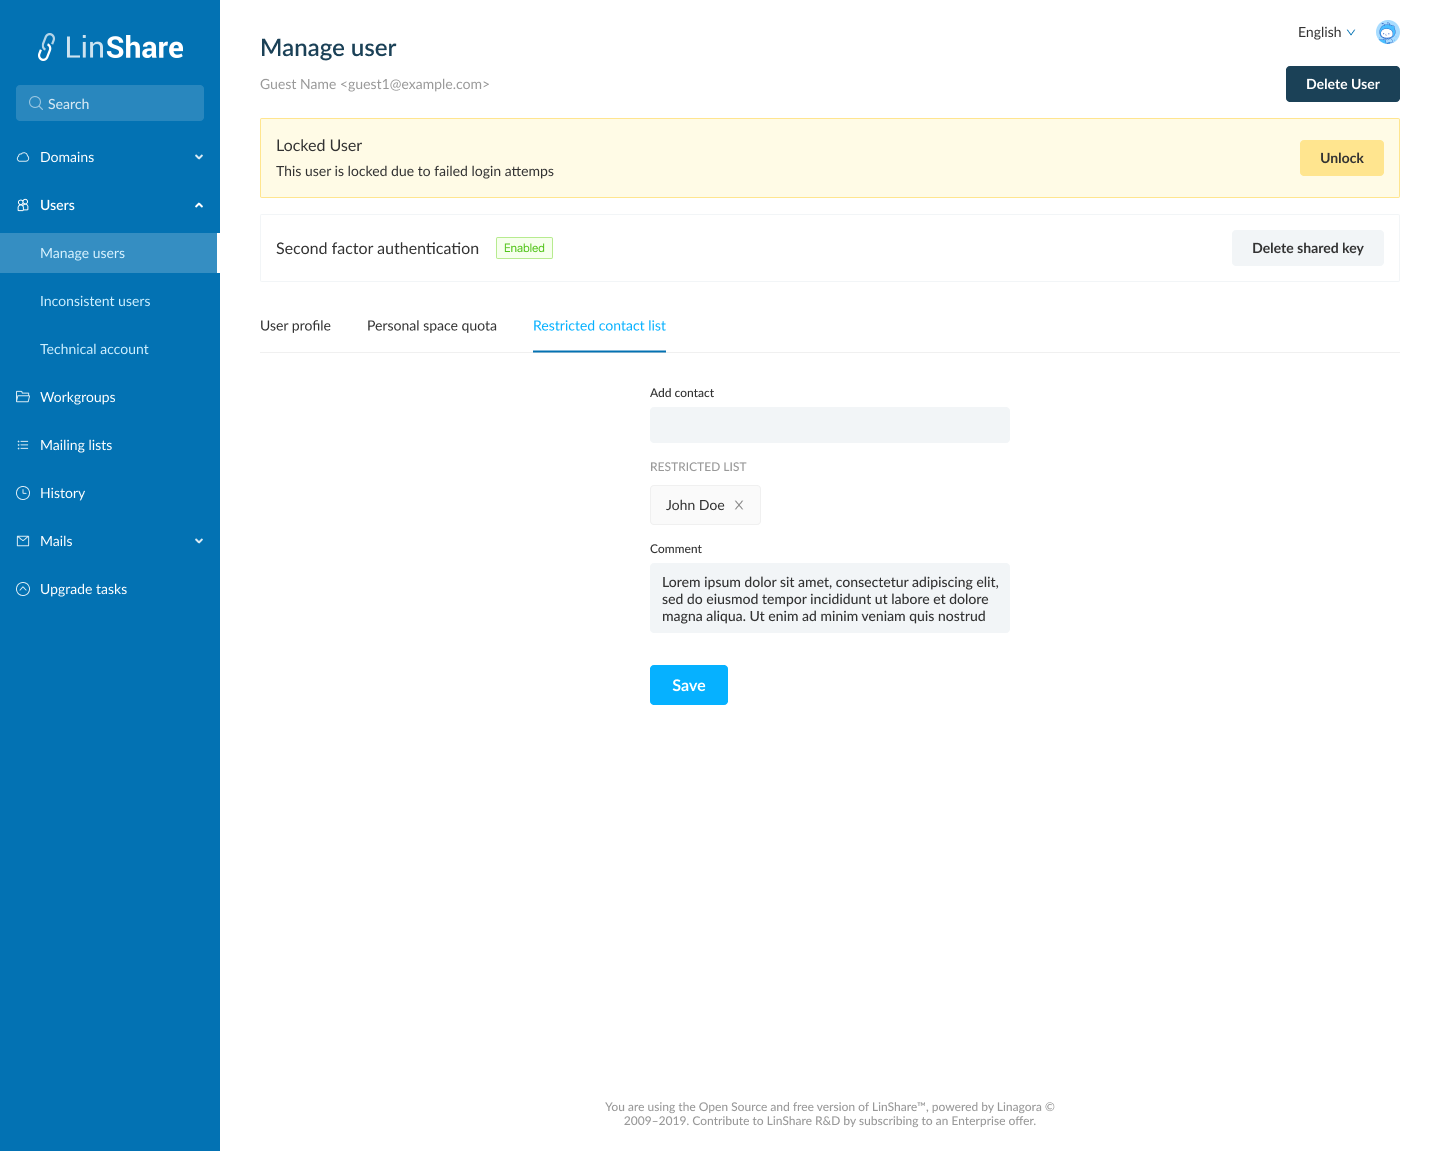 LinShare
Search
Domains
Users
Manage users
Inconsistent users
Technical account
Workgroups
Mailing lists
History
Mails
Upgrade tasks
English
Manage user
Guest Name <guest1@example.com>
Delete User
Locked User
This user is locked due to failed login attemps
Unlock
Second factor authentication
Enabled
Delete shared key
User profile
Personal space quota
Restricted contact list
Add contact
RESTRICTED LIST
John Doe
Comment
Lorem ipsum dolor sit amet, consectetur adipiscing elit,
sed do eiusmod tempor incididunt ut labore et dolore
magna aliqua. Ut enim ad minim veniam quis nostrud
Save
You are using the Open Source and free version of LinShare™, powered by Linagora ©
2009–2019. Contribute to LinShare R&D by subscribing to an Enterprise offer.